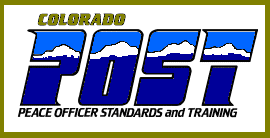 COLORADO
POST
PEACE OFFICER STANDARDS and TRAINING